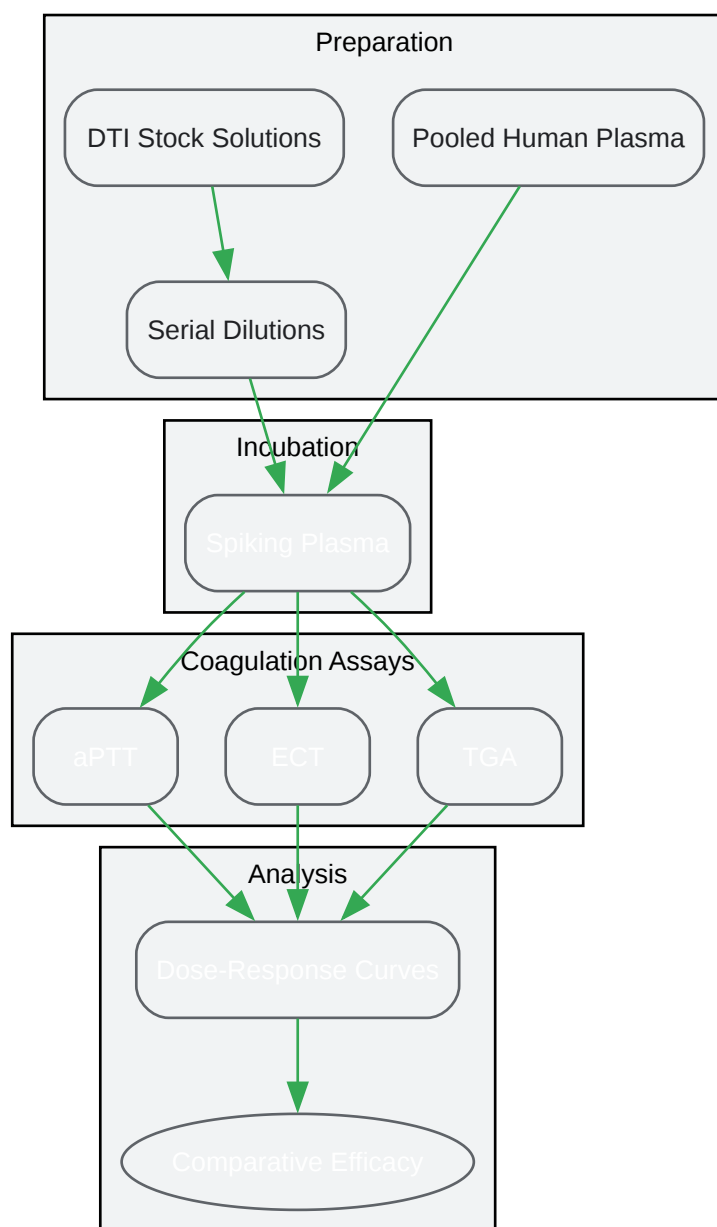 Preparation
DTI Stock Solutions
Pooled Human Plasma
Serial Dilutions
Incubation
Spiking Plasma
Coagulation Assays
aPTT
ECT
TGA
Analysis
Dose-Response Curves
Comparative Efficacy